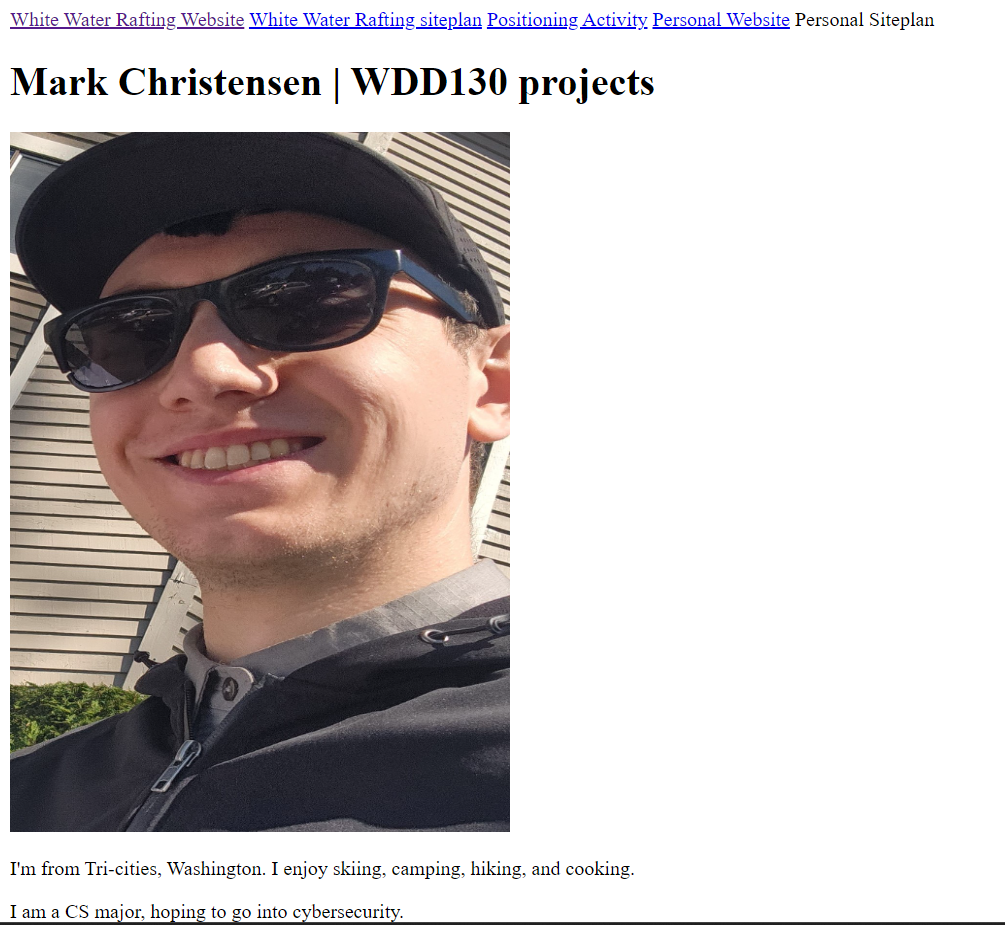 White Water Rafting Website White Water Rafting siteplan Positioning Activity Personal Website Personal Siteplan
Mark Christensen | WDD130 projects
I'm from Tri-cities, Washington. I enjoy skiing, camping, hiking, and cooking.
I am a CS major, hoping to go into cybersecurity.